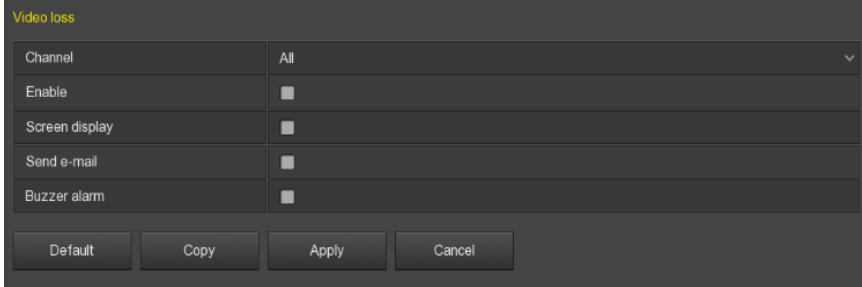 Video loss
Channel All
Enable
Screen display
Send e-mail
Buzzer alarm
Default Copy Apply Cancel